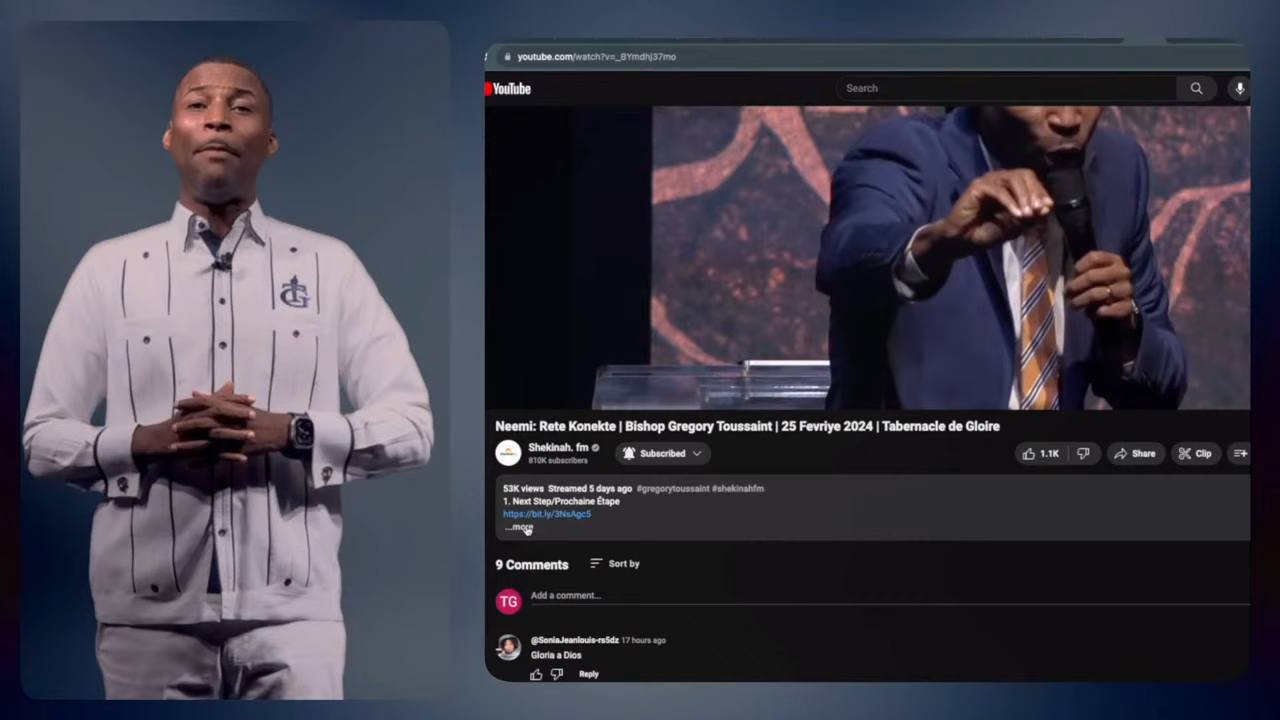 youtube.com/watch?v=_BYmdhj37mo
YouTube
Search
Neemi: Rete Konekte | Bishop Gregory Toussaint | 25 Fevriye 2024 | Tabernacle de Gloire
Shekinah. fm
810K subscribers
Subscribed
1.1K
Share
Clip
53K views Streamed 5 days ago #gregorytoussaint #shekinahfm
1. Next Step/Prochaine Étape
https://bit.ly/3NsAgc5
...more
9 Comments
Sort by
TG
Add a comment...
@SoniaJeanlouis-rs5dz 17 hours ago
Gloria a Dios
Reply